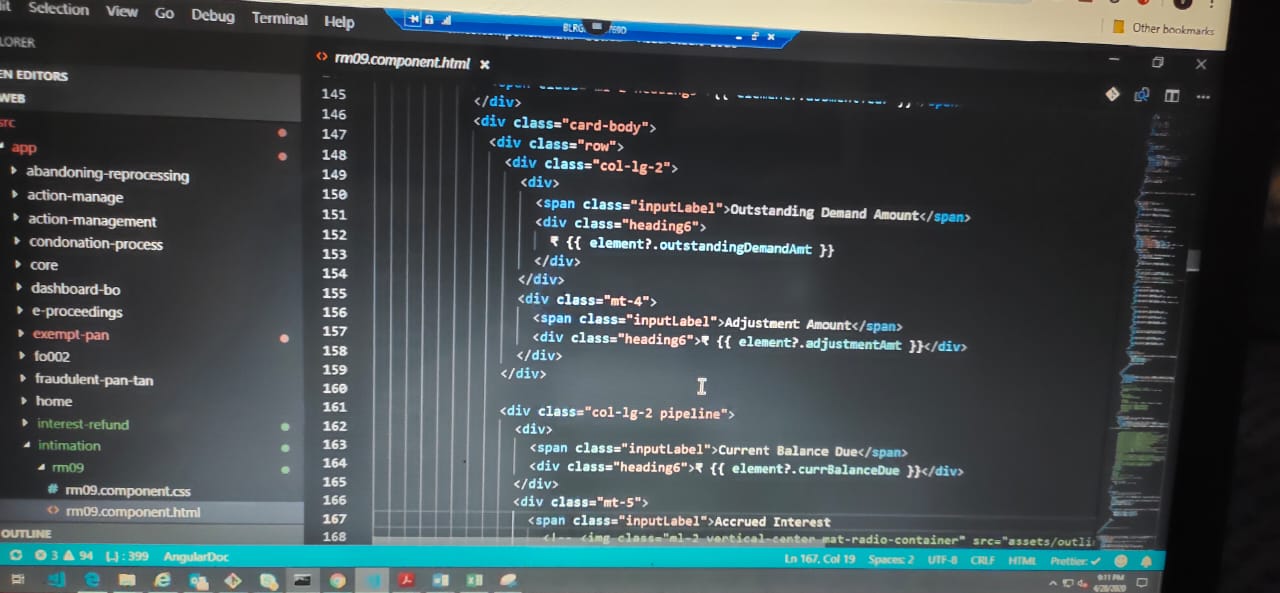 Selection View Go Debug Terminal Help
Other bookmarks
EN EDITORS
WEB
src
app
abandoning-reprocessing
action-manage
action-management
condonation-process
core
dashboard-bo
e-proceedings
exempt-pan
fo002
fraudulent-pan-tan
home
interest-refund
intimation
rm09
# rm09.component.css
<> rm09.component.html
OUTLINE
<> rm09.component.html ×
145
146 </div>
147 <div class="card-body">
148 <div class="row">
149 <div class="col-lg-2">
150 <div>
151 <span class="inputLabel">Outstanding Demand Amount</span>
152 <div class="heading6">
153 ₹ {{ element?.outstandingDemandAmt }}
154 </div>
155 </div>
156 <div class="mt-4">
157 <span class="inputLabel">Adjustment Amount</span>
158 <div class="heading6">₹ {{ element?.adjustmentAmt }}</div>
159 </div>
160 </div>
161
162 <div class="col-lg-2 pipeline">
163 <div>
164 <span class="inputLabel">Current Balance Due</span>
165 <div class="heading6">₹ {{ element?.currBalanceDue }}</div>
166 </div>
167 <div class="mt-5">
168 <span class="inputLabel">Accrued Interest
<!-- <img class="ml-2 vertical-center mat-radio-container" src="assets/outli
3 94 [..] : 399 AngularDoc
Ln 167, Col 19 Spaces: 2 UTF-8 CRLF HTML Prettier: ✓
9:11 PM
4/28/2020